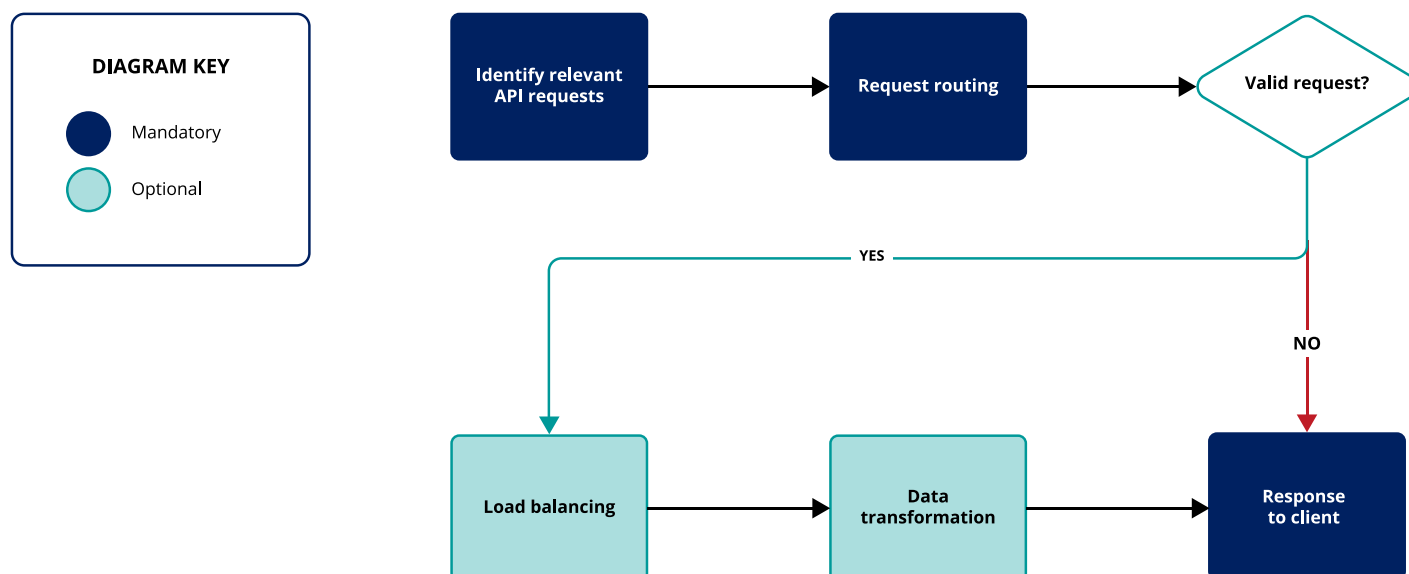 DIAGRAM KEY
Mandatory
Optional
Identify relevant
API requests
Request routing
Valid request?
YES
NO
Load balancing
Data
transformation
Response
to client